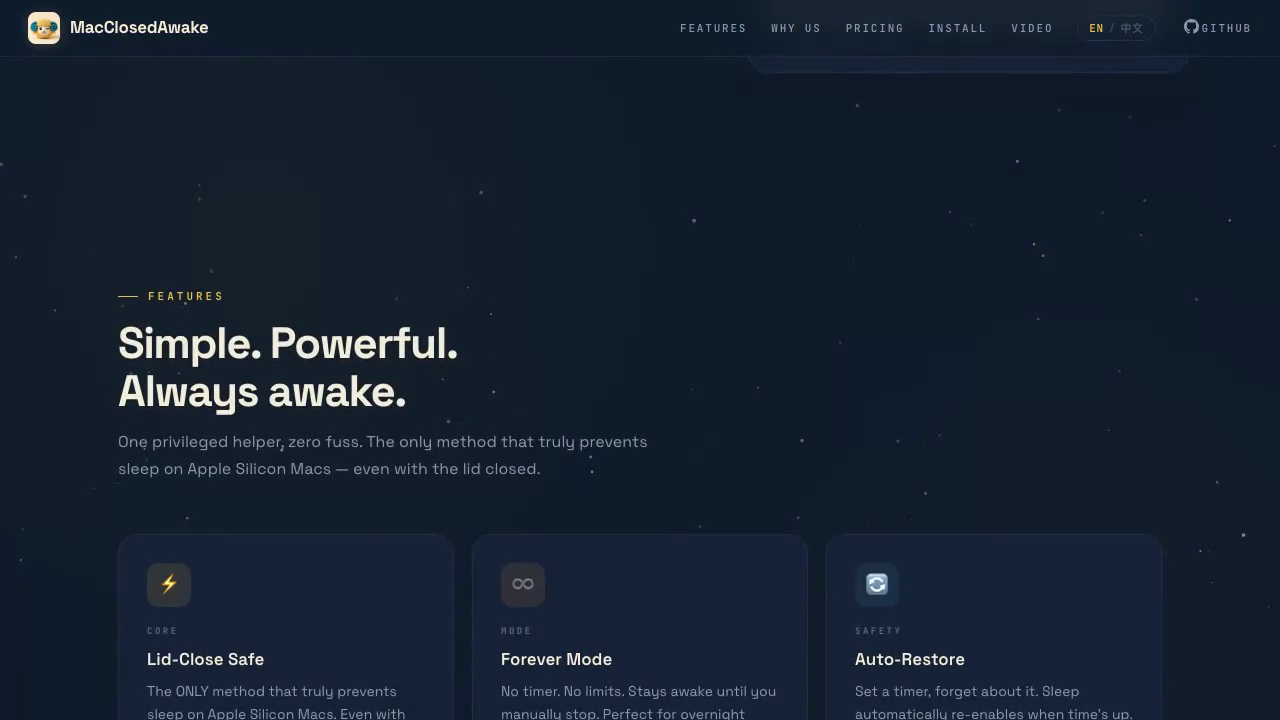 MacClosedAwake
FEATURES WHY US PRICING INSTALL VIDEO EN / 中文 GITHUB
FEATURES
Simple. Powerful.
Always awake.
One privileged helper, zero fuss. The only method that truly prevents
sleep on Apple Silicon Macs — even with the lid closed.
CORE
Lid-Close Safe
The ONLY method that truly prevents
sleep on Apple Silicon Macs. Even with
MODE
Forever Mode
No timer. No limits. Stays awake until you
manually stop. Perfect for overnight
SAFETY
Auto-Restore
Set a timer, forget about it. Sleep
automatically re-enables when time's up.